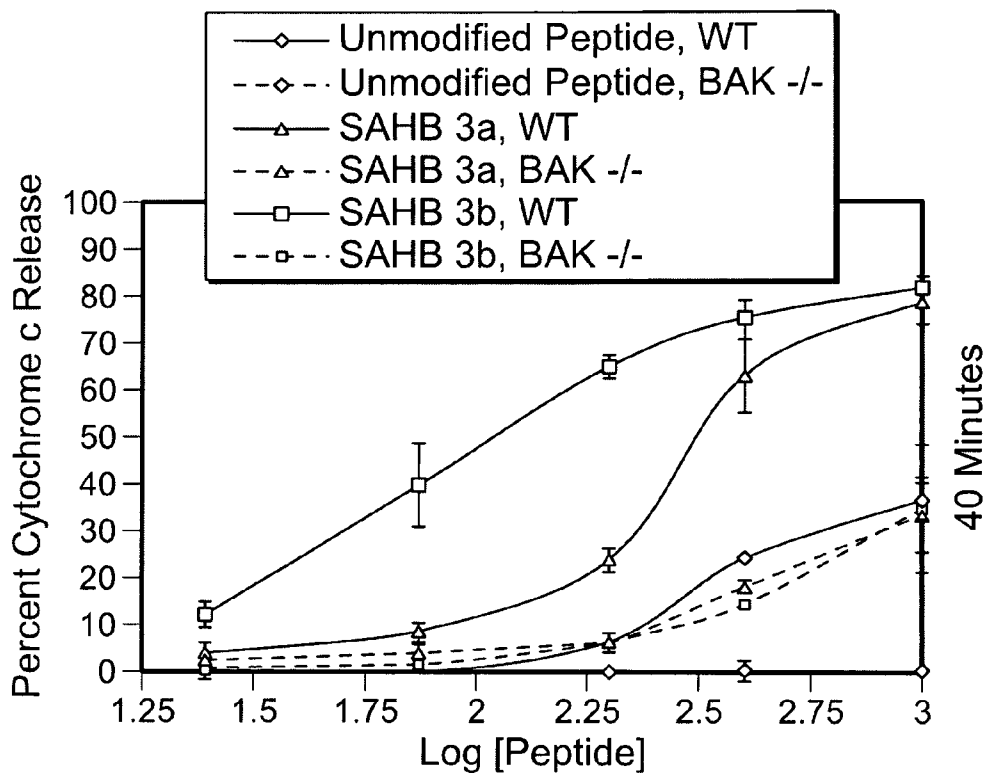 Unmodified Peptide, WT
Unmodified Peptide, BAK -/-
SAHB 3a, WT
SAHB 3a, BAK -/-
SAHB 3b, WT
SAHB 3b, BAK -/-
Percent Cytochrome c Release
100
90
80
70
60
50
40
30
20
10
0
1.25
1.5
1.75
2
2.25
2.5
2.75
3
Log [Peptide]
40 Minutes